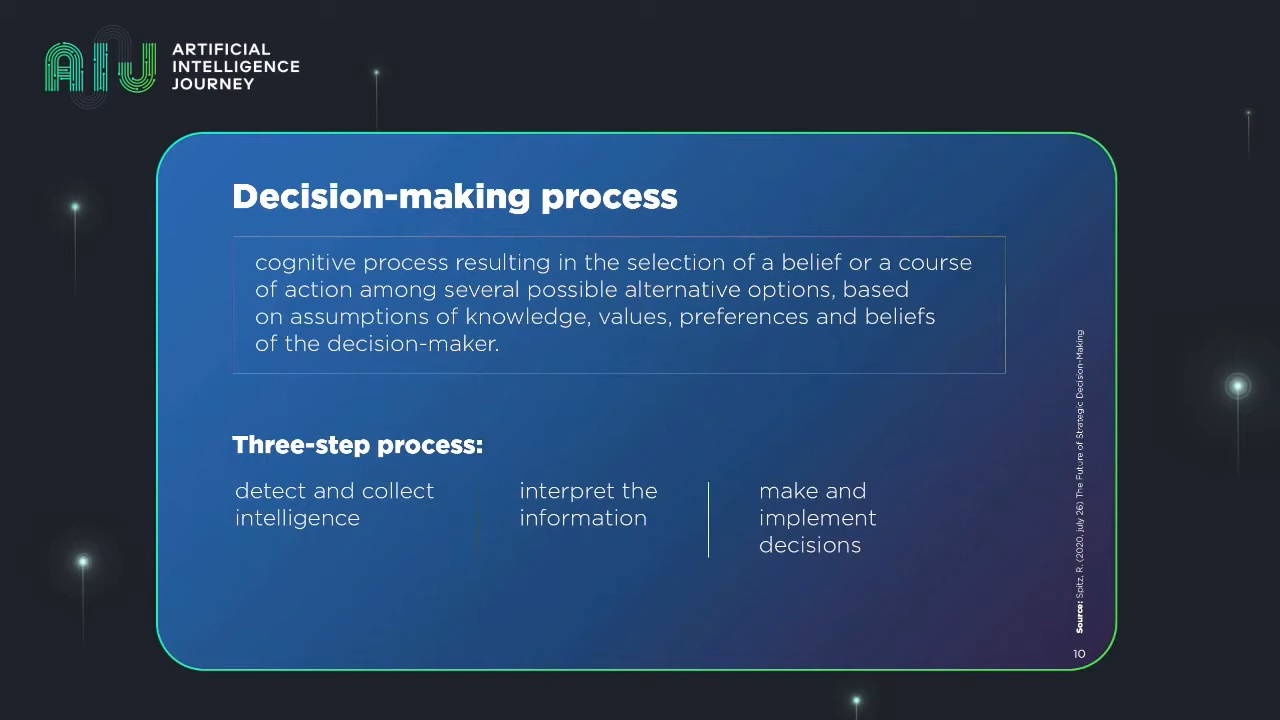 AIJ
ARTIFICIAL
INTELLIGENCE
JOURNEY
Decision-making process
cognitive process resulting in the selection of a belief or a course
of action among several possible alternative options, based
on assumptions of knowledge, values, preferences and beliefs
of the decision-maker.
Three-step process:
detect and collect
intelligence
interpret the
information
make and
implement
decisions
Source: Spitz, R. (2020, july 26) The Future of Strategic Decision-Making
10